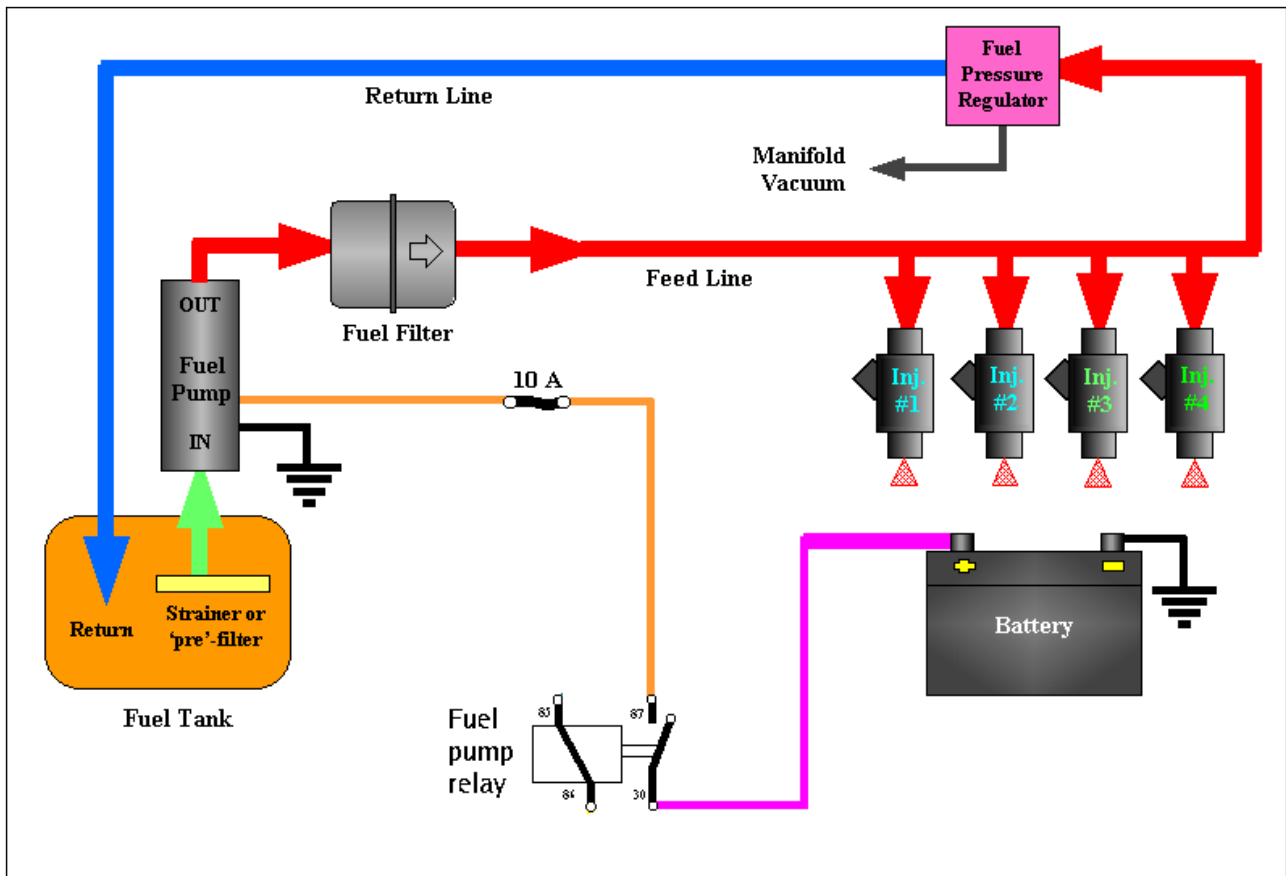 Fuel
Pressure
Regulator
Return Line
Manifold
Vacuum
Feed Line
Fuel Filter
OUT
Fuel
Pump
IN
10 A
Inj.
#1
Inj.
#2
Inj.
#3
Inj.
#4
Return
Strainer or
‘pre’-filter
Fuel Tank
Battery
Fuel
pump
relay
85
87
86
30